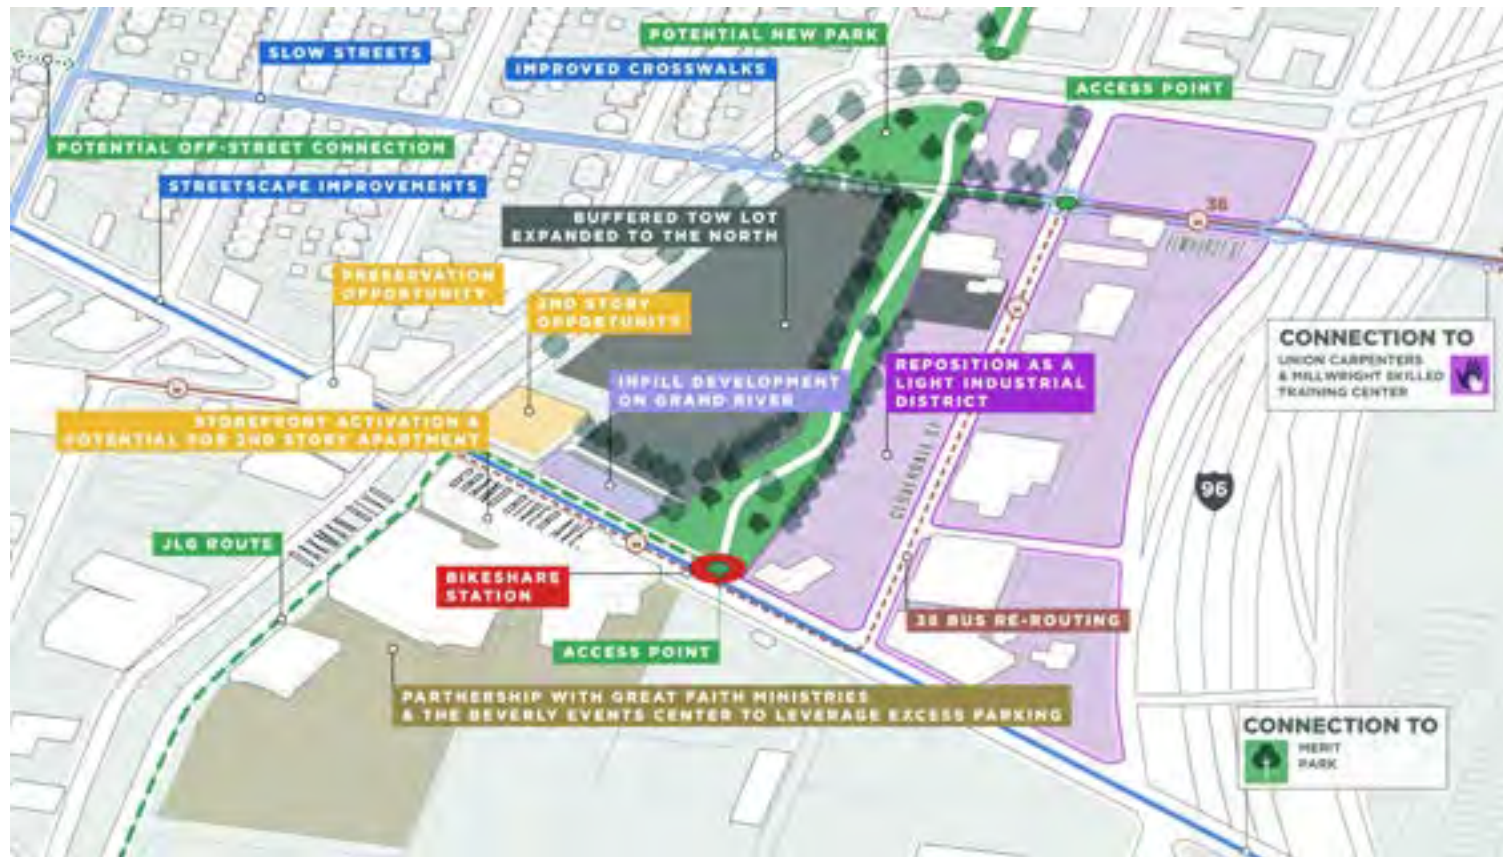 POTENTIAL NEW PARK
SLOW STREETS
IMPROVED CROSSWALKS
ACCESS POINT
POTENTIAL OFF-STREET CONNECTION
STREETSCAPE IMPROVEMENTS
BUFFERED TOW LOT
EXPANDED TO THE NORTH
38
PRESERVATION
OPPORTUNITY
2ND STORY
OPPORTUNITY
CONNECTION TO
UNION CARPENTERS
& MILLWRIGHT SKILLED
TRAINING CENTER
INFILL DEVELOPMENT
ON GRAND RIVER
REPOSITION AS A
LIGHT INDUSTRIAL
DISTRICT
STOREFRONT ACTIVATION &
POTENTIAL FOR 2ND STORY APARTMENT
CLOVERDALE ST
GRAND RIVER AVE.
96
JLG ROUTE
BIKESHARE
STATION
38 BUS RE-ROUTING
ACCESS POINT
PARTNERSHIP WITH GREAT FAITH MINISTRIES
& THE BEVERLY EVENTS CENTER TO LEVERAGE EXCESS PARKING
CONNECTION TO
MERIT
PARK